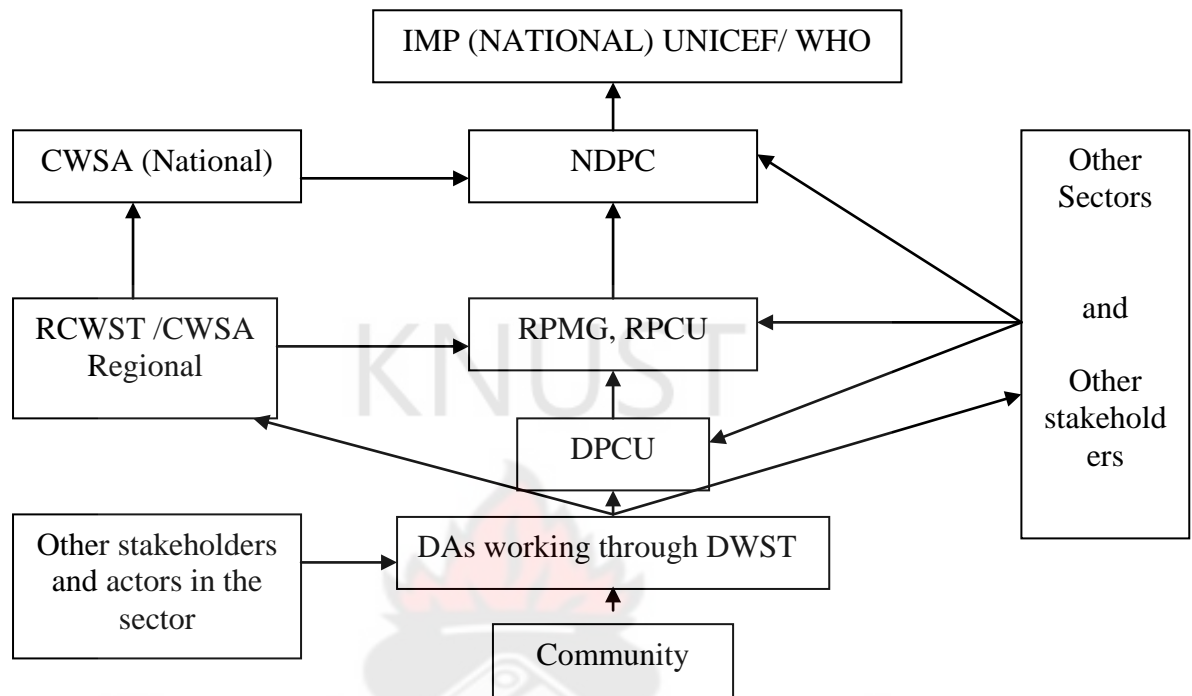 IMP (NATIONAL) UNICEF/ WHO
CWSA (National)
NDPC
Other
Sectors
and
Other
stakehold
ers
RCWST /CWSA
Regional
RPMG, RPCU
KNUST
DPCU
Other stakeholders
and actors in the
sector
DAs working through DWST
Community